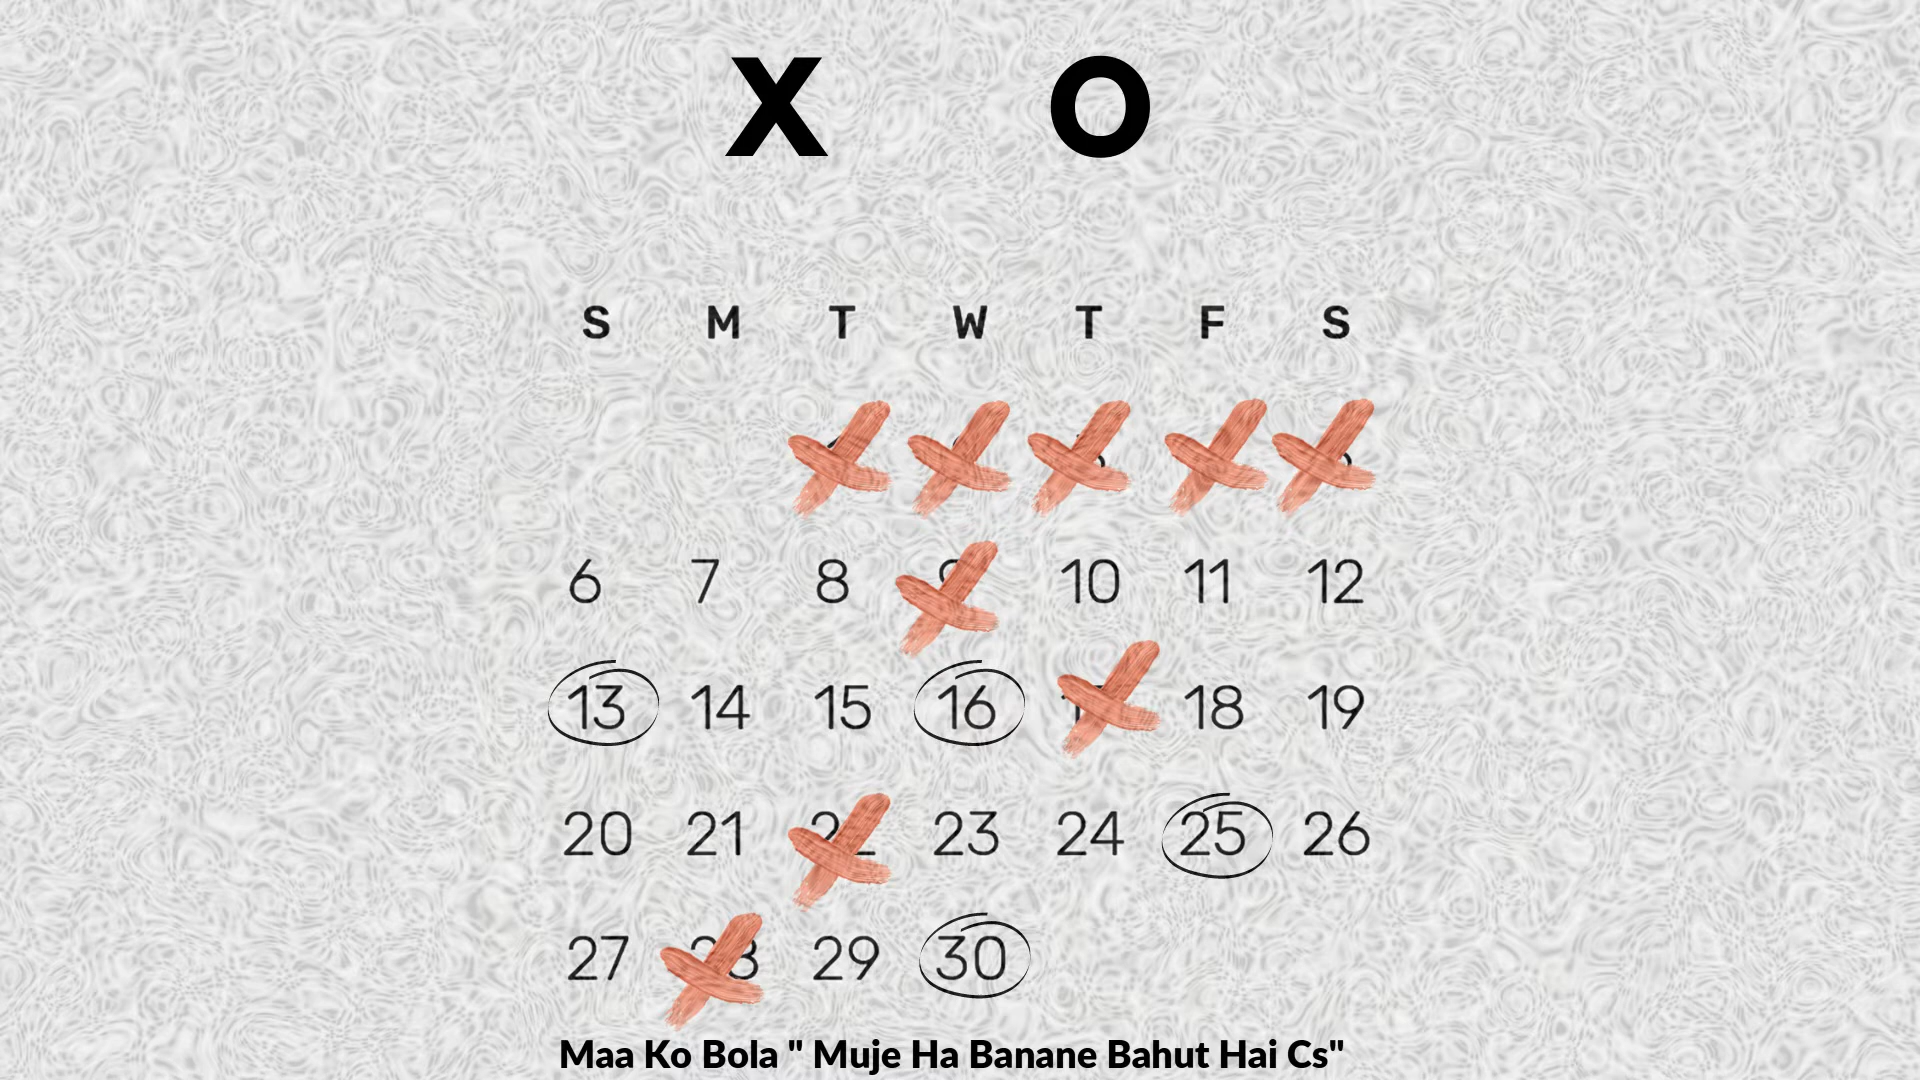 X O
S M T W T F S
6 7 8 10 11 12
13 14 15 16 18 19
20 21 23 24 25 26
27 29 30
Maa Ko Bola " Muje Ha Banane Bahut Hai Cs"